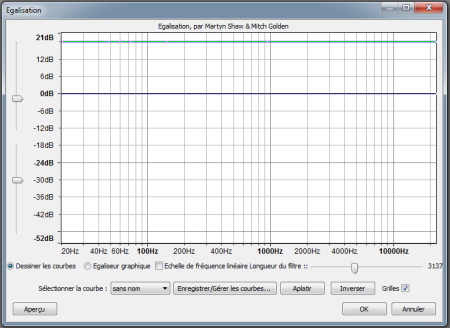 Egalisation
Egalisation, par Martyn Shaw & Mitch Golden
21dB
12dB
6dB
0dB
-6dB
-12dB
-18dB
-24dB
-30dB
-36dB
-42dB
-52dB
20Hz 40Hz 60Hz 100Hz 200Hz 400Hz 1000Hz 2000Hz 4000Hz 10000Hz
Dessiner les courbes Egaliseur graphique Echelle de fréquence linéaire Longueur du filtre :: 3137
Sélectionner la courbe : sans nom Enregistrer/Gérer les courbes... Aplatir Inverser Grilles
Aperçu OK Annuler